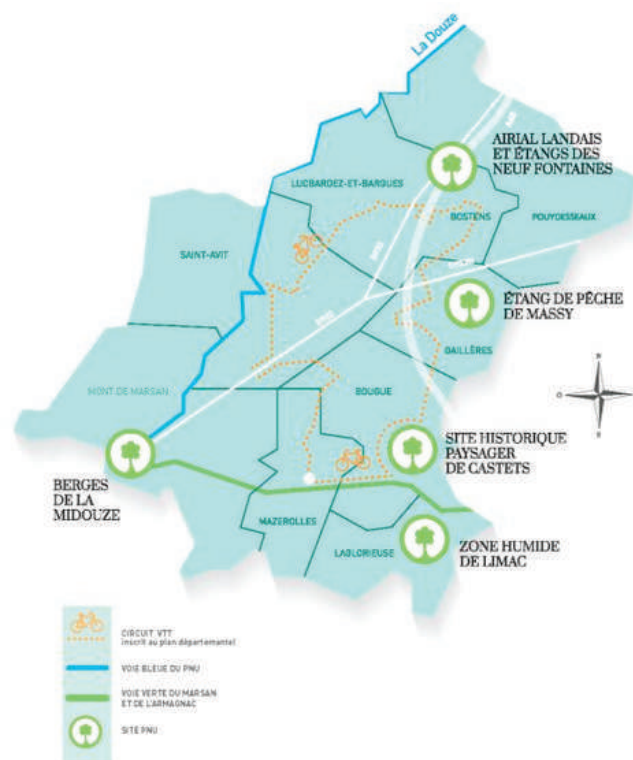 La Douze
A65
AIRIAL LANDAIS
ET ÉTANGS DES
NEUF FONTAINES
LUCBARDEZ-ET-BARGUES
BOSTENS
POUYDESSEAUX
SAINT-AVIT
ÉTANG DE PÊCHE
DE MASSY
GAILLÈRES
MONT DE MARSAN
BOUGUE
N
O
E
S
SITE HISTORIQUE
PAYSAGER
DE CASTETS
BERGES
DE LA
MIDOUZE
MAZEROLLES
LAGLORIEUSE
ZONE HUMIDE
DE LIMAC
CIRCUIT VTT
inscrit au plan départemental
VOIE BLEUE DU PNU
VOIE VERTE DU MARSAN
ET DE L'ARMAGNAC
SITE PNU